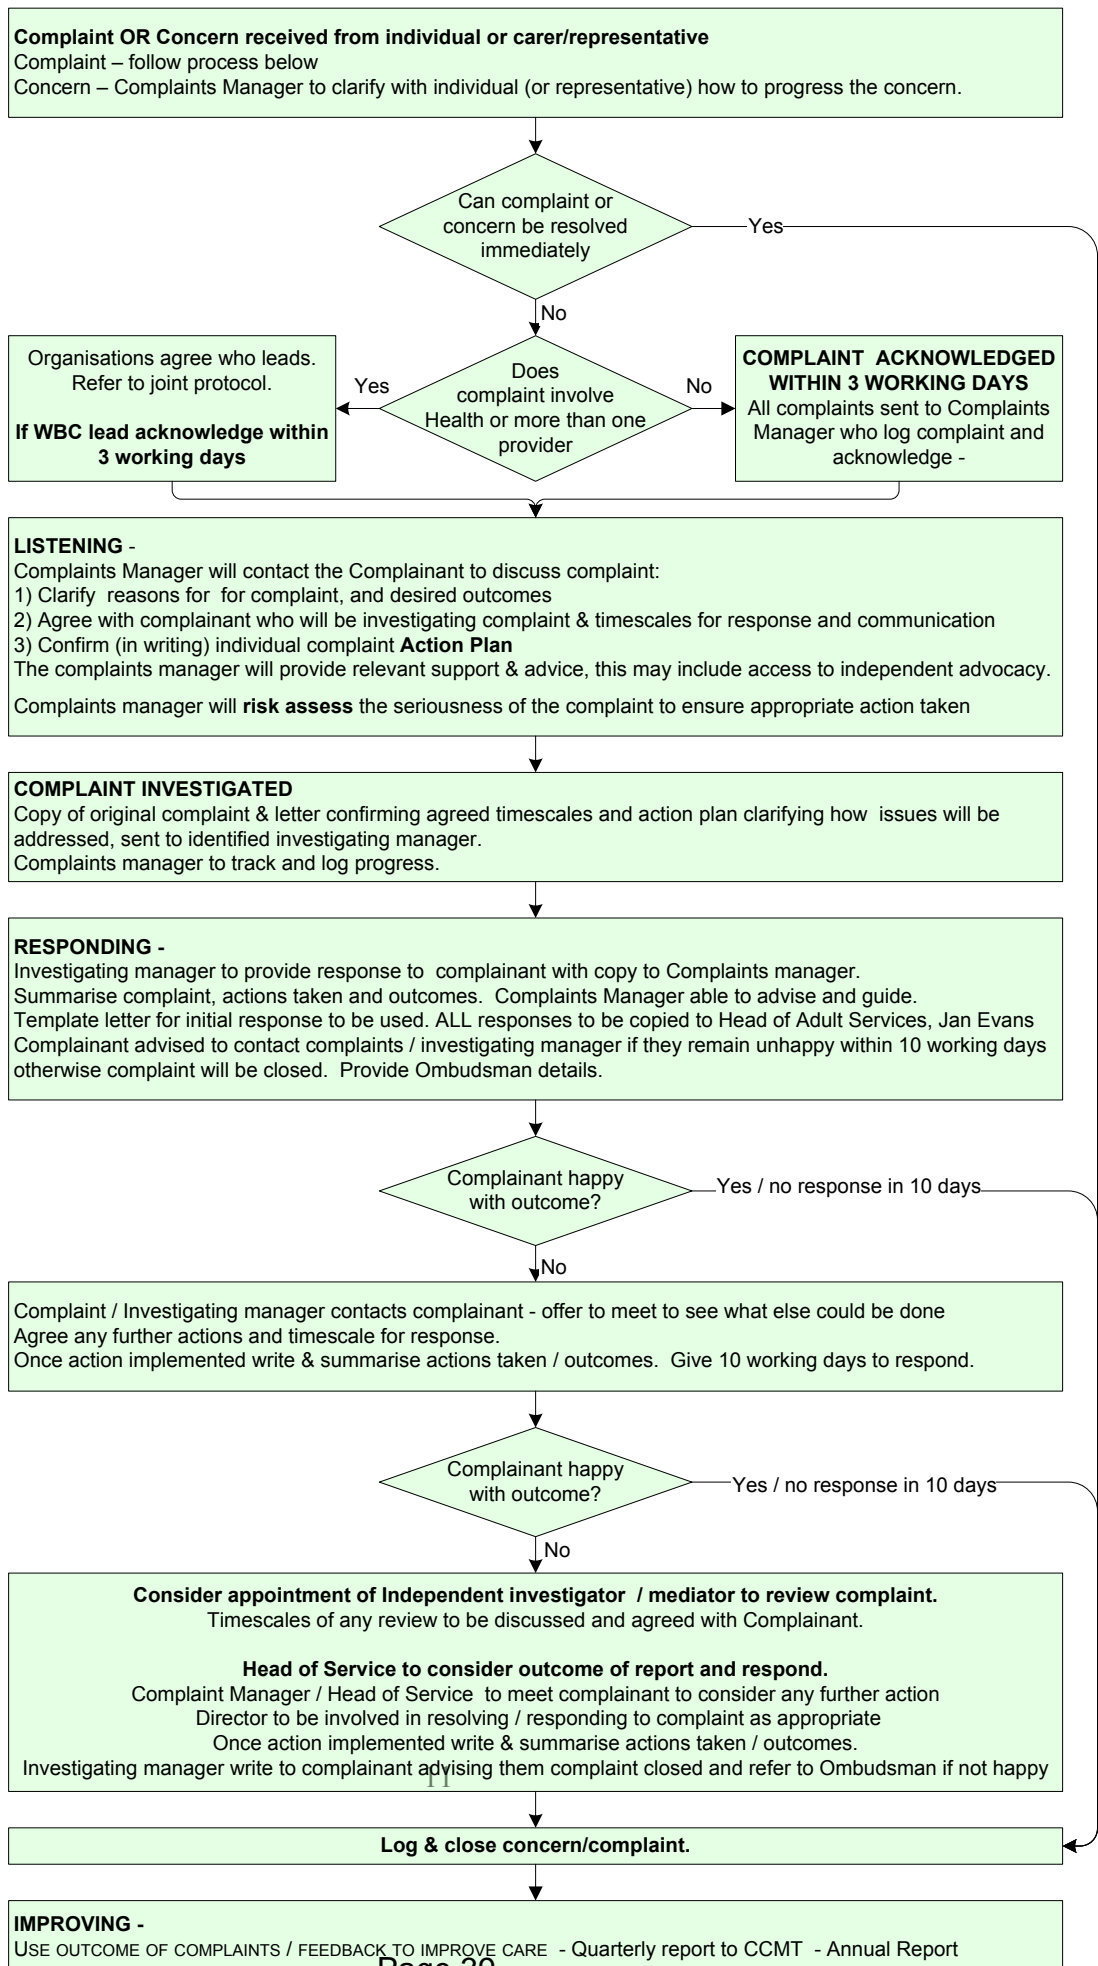 Complaint OR Concern received from individual or carer/representative
Complaint – follow process below
Concern – Complaints Manager to clarify with individual (or representative) how to progress the concern.
Can complaint or
concern be resolved
immediately
Yes
No
Organisations agree who leads.
Refer to joint protocol.
If WBC lead acknowledge within
3 working days
Yes
Does
complaint involve
Health or more than one
provider
No
COMPLAINT ACKNOWLEDGED
WITHIN 3 WORKING DAYS
All complaints sent to Complaints
Manager who log complaint and
acknowledge -
LISTENING -
Complaints Manager will contact the Complainant to discuss complaint:
1) Clarify reasons for for complaint, and desired outcomes
2) Agree with complainant who will be investigating complaint & timescales for response and communication
3) Confirm (in writing) individual complaint Action Plan
The complaints manager will provide relevant support & advice, this may include access to independent advocacy.
Complaints manager will risk assess the seriousness of the complaint to ensure appropriate action taken
COMPLAINT INVESTIGATED
Copy of original complaint & letter confirming agreed timescales and action plan clarifying how issues will be
addressed, sent to identified investigating manager.
Complaints manager to track and log progress.
RESPONDING -
Investigating manager to provide response to complainant with copy to Complaints manager.
Summarise complaint, actions taken and outcomes. Complaints Manager able to advise and guide.
Template letter for initial response to be used. ALL responses to be copied to Head of Adult Services, Jan Evans
Complainant advised to contact complaints / investigating manager if they remain unhappy within 10 working days
otherwise complaint will be closed. Provide Ombudsman details.
Complainant happy
with outcome?
Yes / no response in 10 days
No
Complaint / Investigating manager contacts complainant - offer to meet to see what else could be done
Agree any further actions and timescale for response.
Once action implemented write & summarise actions taken / outcomes. Give 10 working days to respond.
Complainant happy
with outcome?
Yes / no response in 10 days
No
Consider appointment of Independent investigator / mediator to review complaint.
Timescales of any review to be discussed and agreed with Complainant.
Head of Service to consider outcome of report and respond.
Complaint Manager / Head of Service to meet complainant to consider any further action
Director to be involved in resolving / responding to complaint as appropriate
Once action implemented write & summarise actions taken / outcomes.
Investigating manager write to complainant advising them complaint closed and refer to Ombudsman if not happy
11
Log & close concern/complaint.
IMPROVING -
USE OUTCOME OF COMPLAINTS / FEEDBACK TO IMPROVE CARE - Quarterly report to CCMT - Annual Report
Page